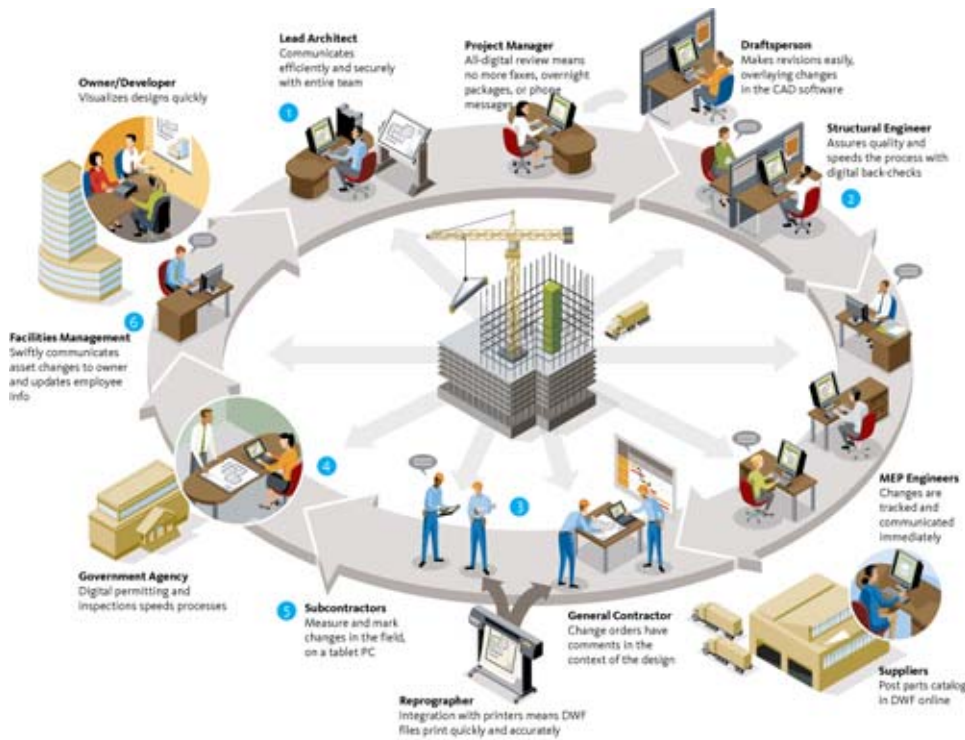 Lead Architect
Communicates
efficiently and securely
with entire team
Project Manager
All-digital review means
no more faxes, overnight
packages, or phone
messages
Draftsperson
Makes revisions easily,
overlaying changes
in the CAD software
Owner/Developer
Visualizes designs quickly
1
Structural Engineer
Assures quality and
speeds the process with
digital back-checks
2
6
Facilities Management
Swiftly communicates
asset changes to owner
and updates employee
info
4
3
MEP Engineers
Changes are
tracked and
communicated
immediately
Government Agency
Digital permitting and
inspections speeds processes
5
Subcontractors
Measure and mark
changes in the field,
on a tablet PC
General Contractor
Change orders have
comments in the
context of the design
Suppliers
Post parts catalog
in DWF online
Reprographer
Integration with printers means DWF
files print quickly and accurately